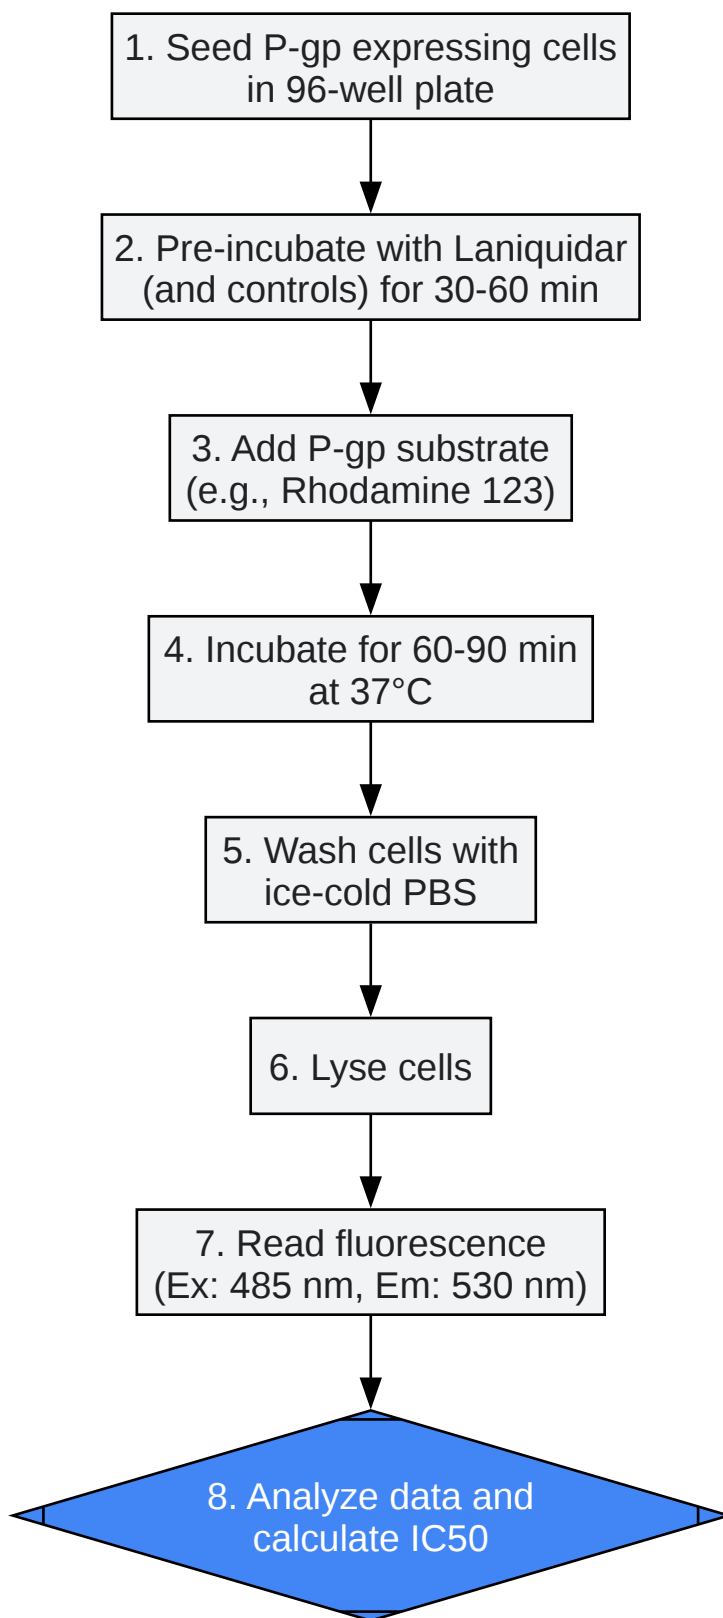 1. Seed P-gp expressing cells
in 96-well plate
2. Pre-incubate with Laniquidar
(and controls) for 30-60 min
3. Add P-gp substrate
(e.g., Rhodamine 123)
4. Incubate for 60-90 min
at 37°C
5. Wash cells with
ice-cold PBS
6. Lyse cells
7. Read fluorescence
(Ex: 485 nm, Em: 530 nm)
8. Analyze data and
calculate IC50